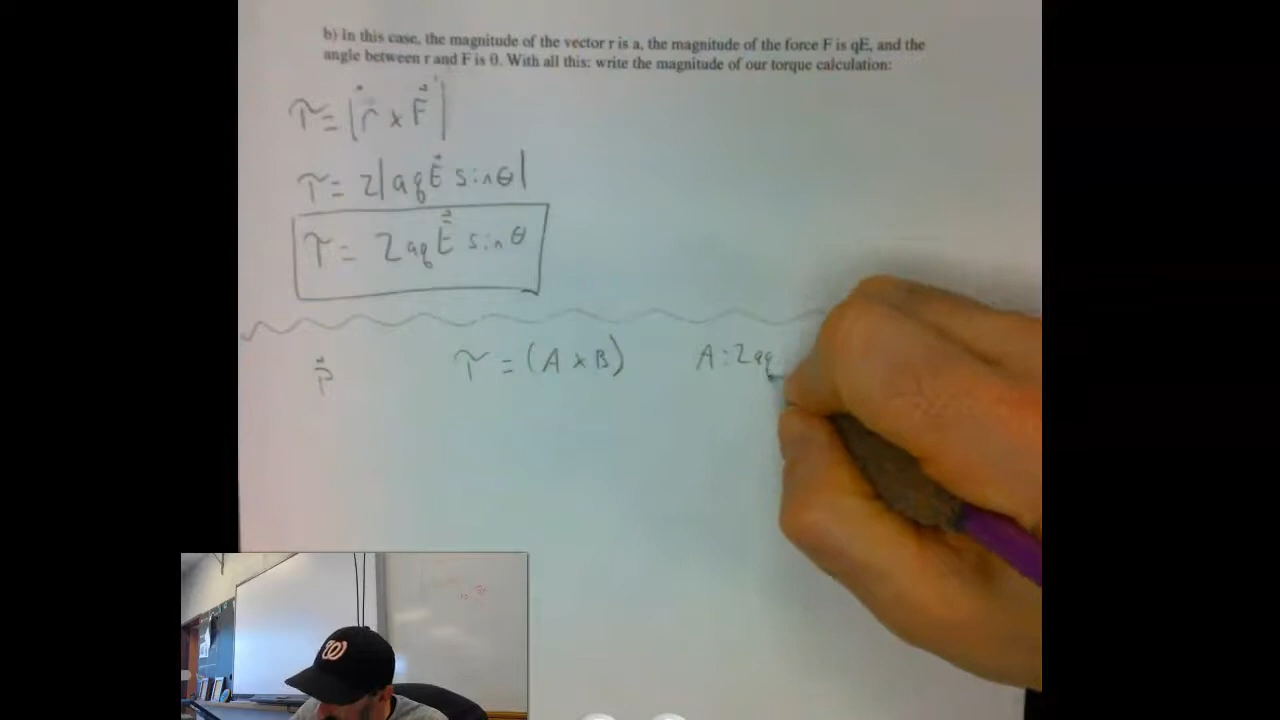 b) In this case, the magnitude of the vector r is a, the magnitude of the force F is qE, and the
angle between r and F is θ. With all this: write the magnitude of our torque calculation:
τ = |r⃗ × F⃗|
τ = 2|aqE⃗ sinθ|
τ = 2aqE⃗ sinθ
p⃗ τ = (A × B) A: 2aq
W